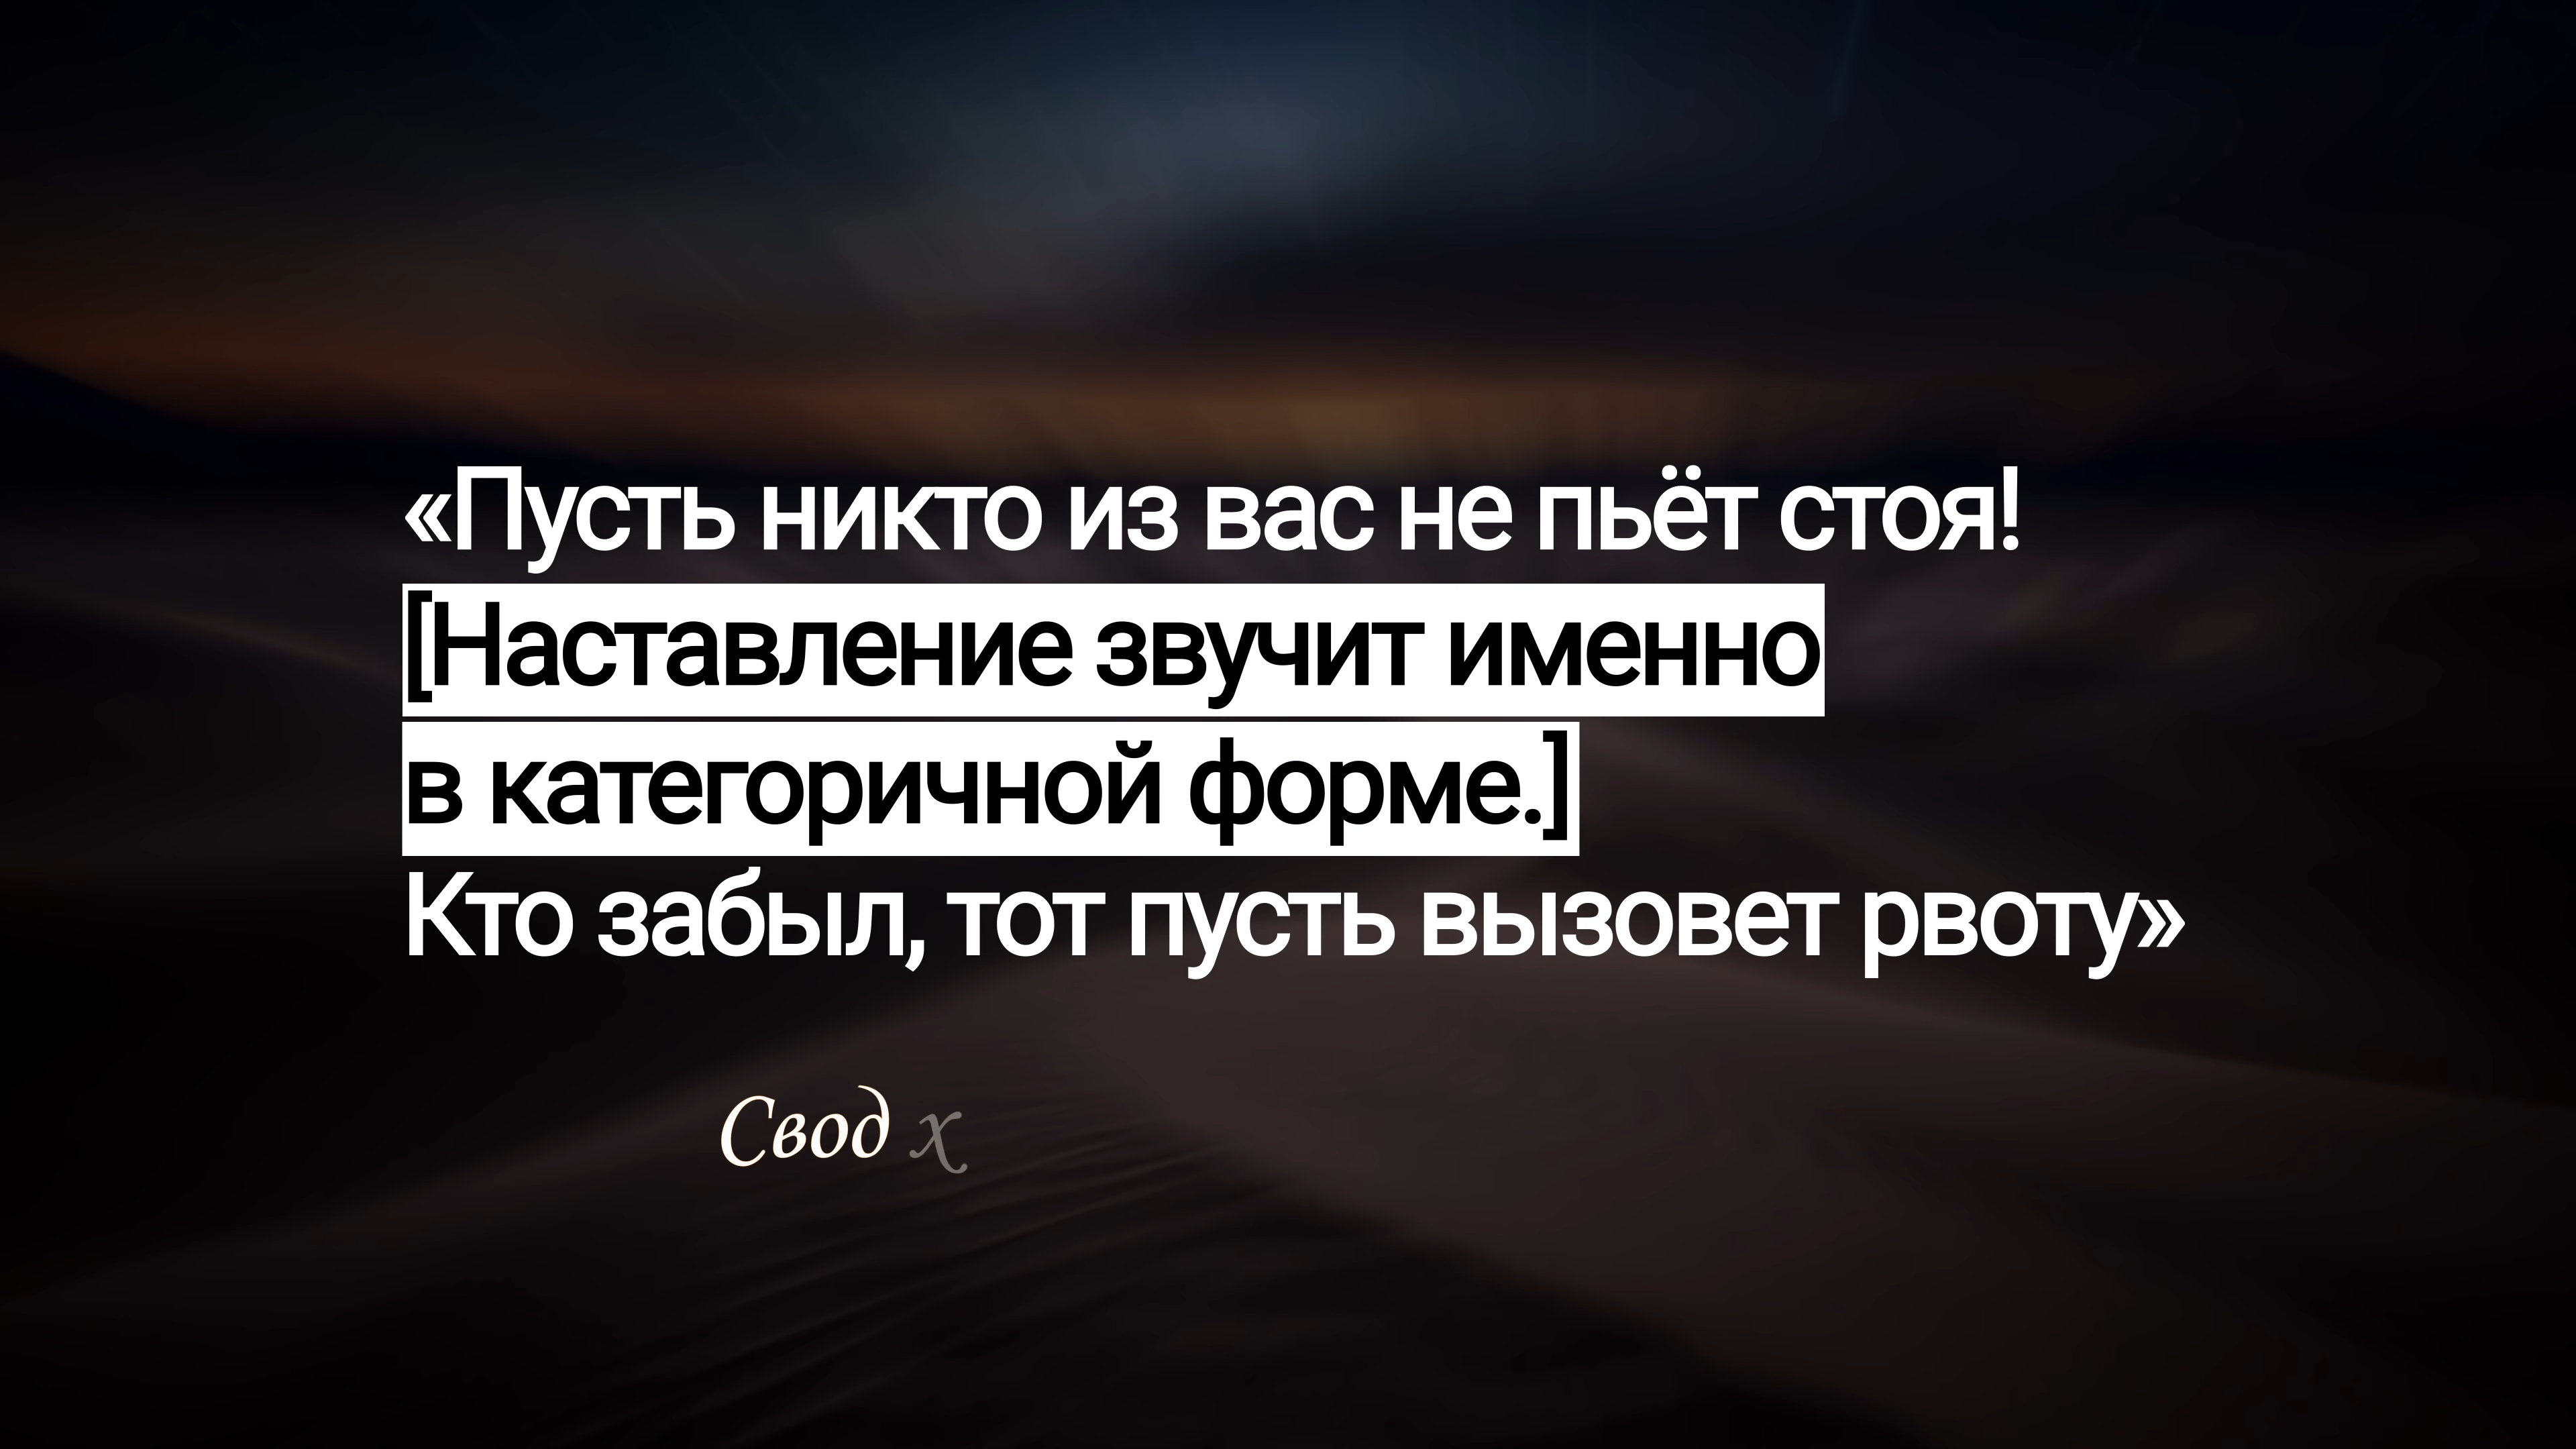 «Пусть никто из вас не пьёт стоя!
[Наставление звучит именно
в категоричной форме.]
Кто забыл, тот пусть вызовет рвоту»
Свод х